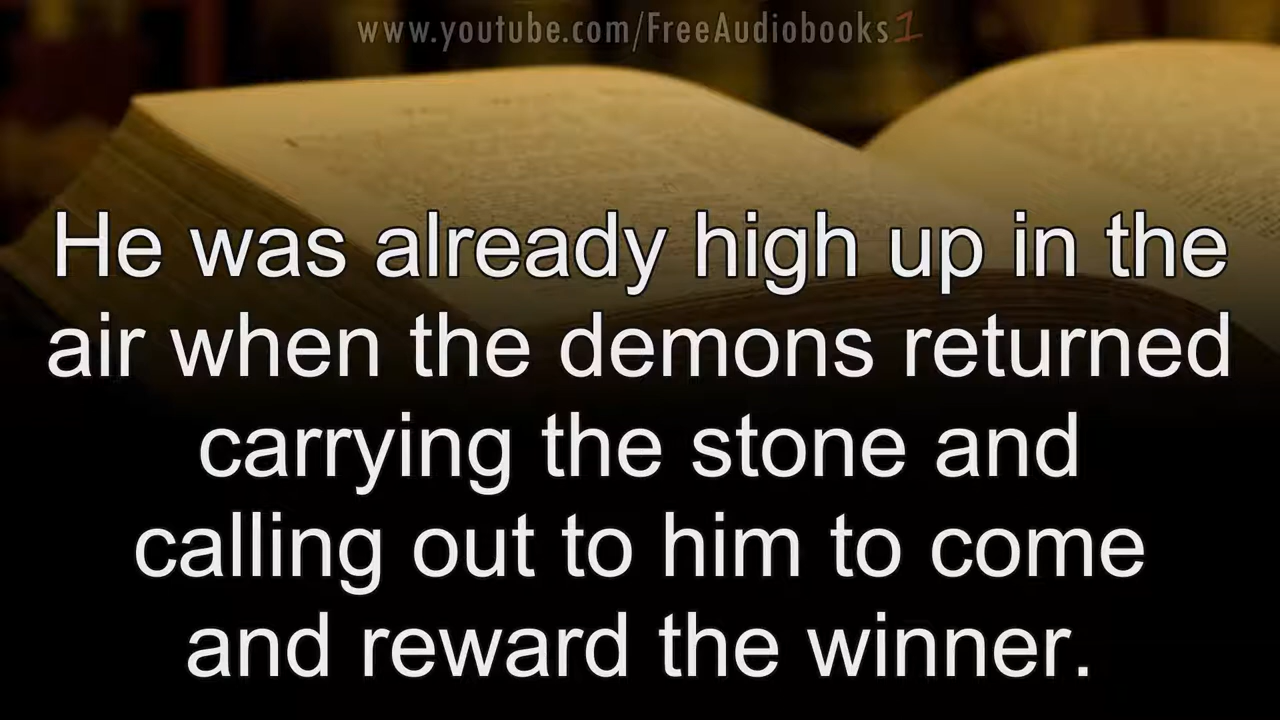 www.youtube.com/FreeAudiobooks1
He was already high up in the
air when the demons returned
carrying the stone and
calling out to him to come
and reward the winner.